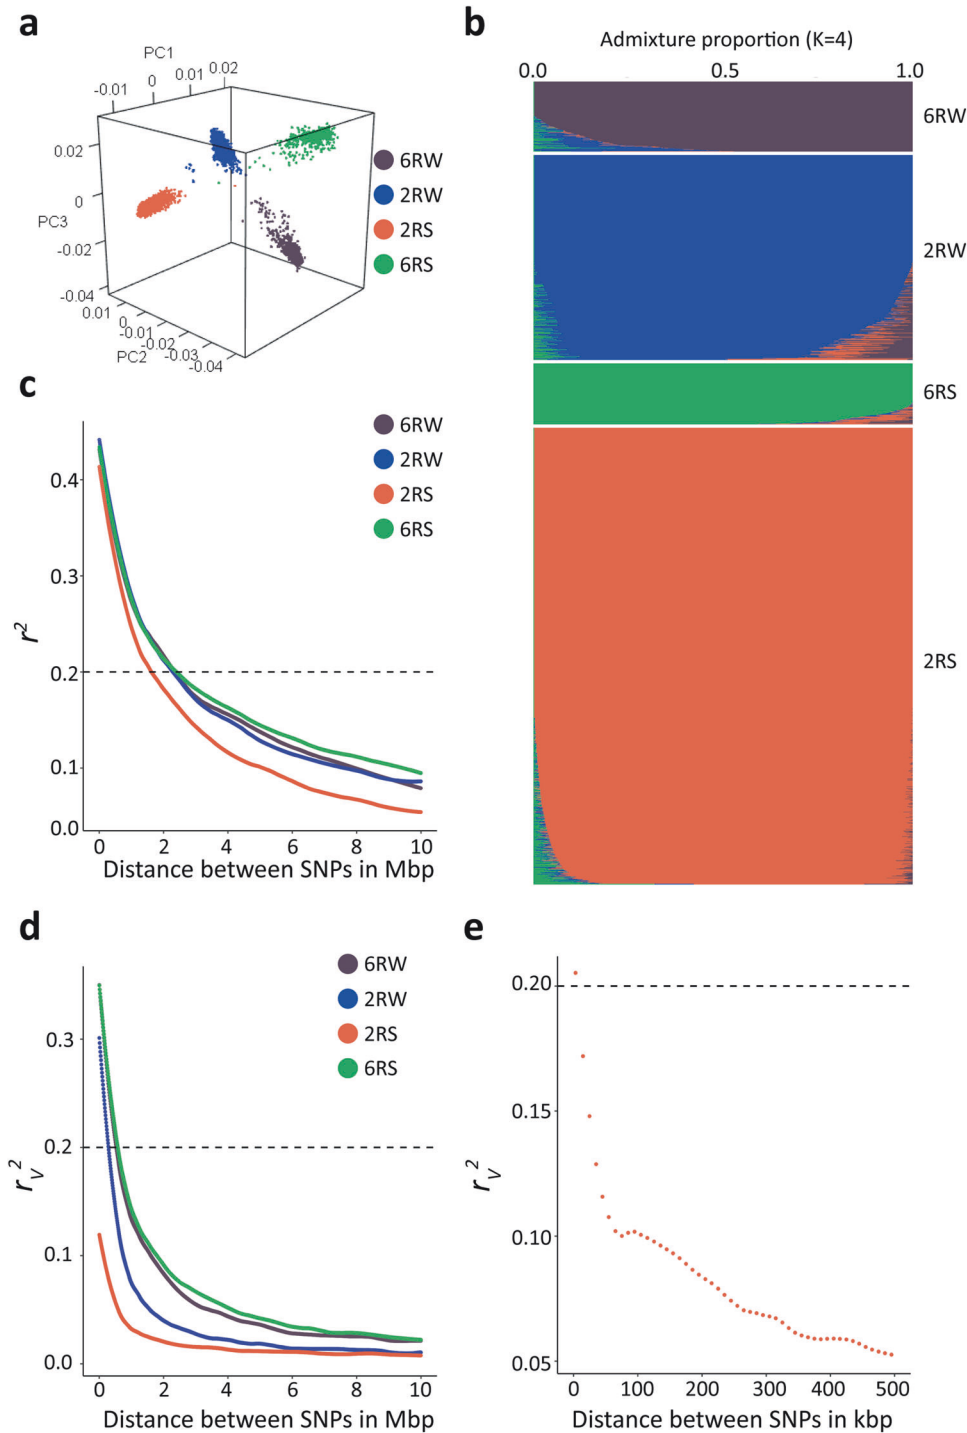 a
PC1
-0.01 0 0.01 0.02
0.02
0
PC3
-0.02
-0.04
0.01
0
-0.01
-0.02
PC2
-0.03
-0.04
6RW
2RW
2RS
6RS
b
Admixture proportion (K=4)
0.0 0.5 1.0
6RW
2RW
6RS
2RS
c
6RW
2RW
2RS
6RS
0.4
0.3
r²
0.2
0.1
0.0
0 2 4 6 8 10
Distance between SNPs in Mbp
d
6RW
2RW
2RS
6RS
0.3
0.2
rV²
0.1
0.0
0 2 4 6 8 10
Distance between SNPs in Mbp
e
0.20
0.15
rV²
0.10
0.05
0 100 200 300 400 500
Distance between SNPs in kbp